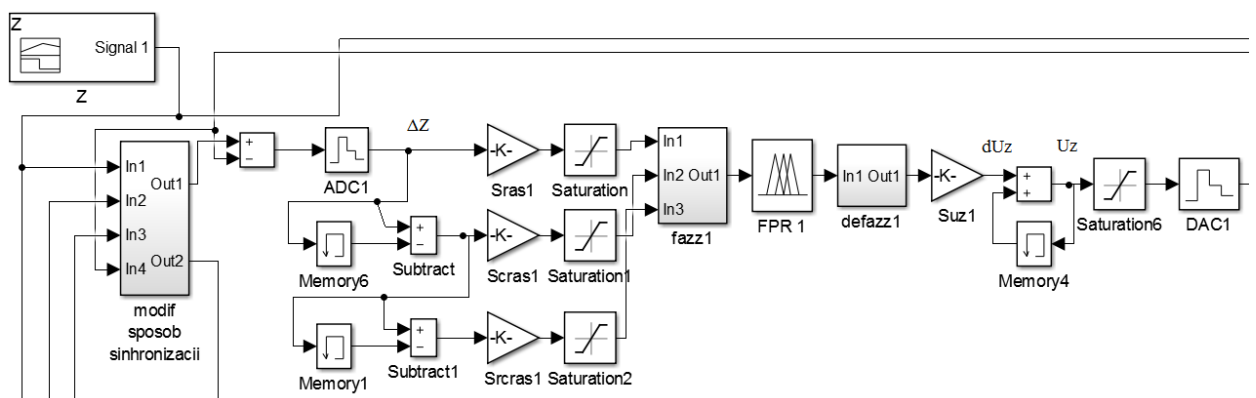 Z
Signal 1
Z
In1
In2
In3
In4
Out1
Out2
modif
sposob
sinhronizacii
+
−
ADC1
ΔZ
-K-
Sras1
Saturation
Memory6
+
−
Subtract
-K-
Scras1
Saturation1
Memory1
+
−
Subtract1
-K-
Srcras1
Saturation2
In1
In2
In3
Out1
fazz1
FPR 1
In1 Out1
defazz1
-K-
Suz1
dUz
+
+
Uz
Memory4
Saturation6
DAC1